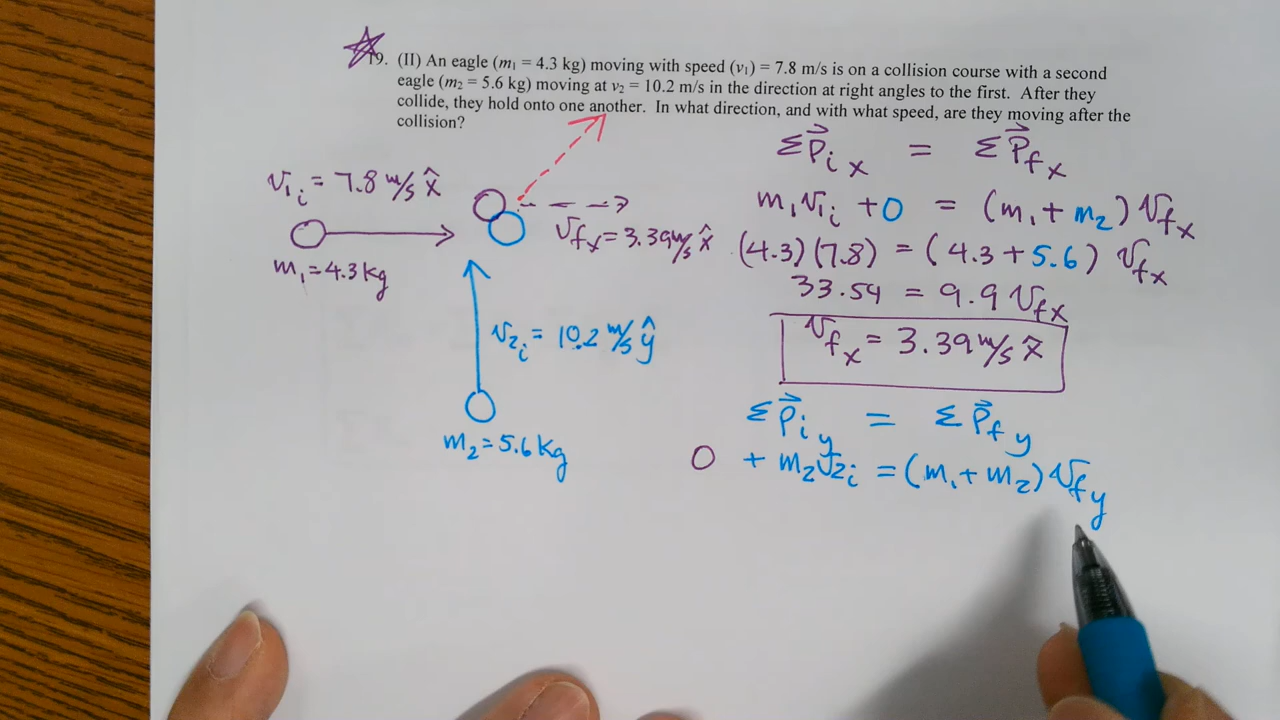 19. (II) An eagle (m₁ = 4.3 kg) moving with speed (v₁) = 7.8 m/s is on a collision course with a second
eagle (m₂ = 5.6 kg) moving at v₂ = 10.2 m/s in the direction at right angles to the first. After they
collide, they hold onto one another. In what direction, and with what speed, are they moving after the
collision?
v₁ᵢ = 7.8 m/s x̂
m₁ = 4.3 kg
v_fx = 3.39 m/s x̂
v₂ᵢ = 10.2 m/s ŷ
m₂ = 5.6 kg
Σp⃗ᵢₓ = Σp⃗_fx
m₁v₁ᵢ + 0 = (m₁ + m₂) v_fx
(4.3)(7.8) = (4.3 + 5.6) v_fx
33.54 = 9.9 v_fx
v_fx = 3.39 m/s x̂
Σp⃗_iy = Σp⃗_fy
0 + m₂v₂ᵢ = (m₁ + m₂) v_fy